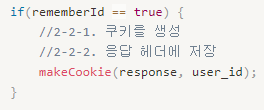 if(rememberId == true) {
    //2-2-1. 쿠키를 생성
    //2-2-2. 응답 헤더에 저장
    makeCookie(response, user_id);
}